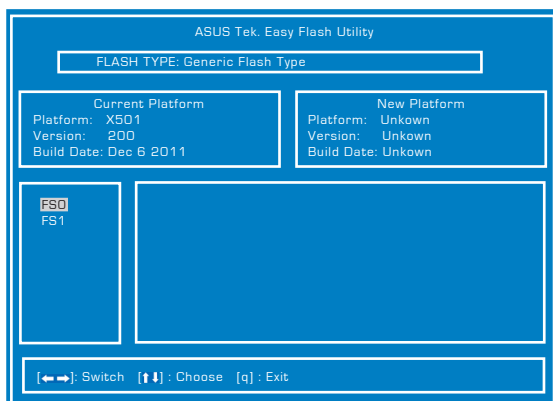 ASUS Tek. Easy Flash Utility
FLASH TYPE: Generic Flash Type
Current Platform
Platform: X501
Version: 200
Build Date: Dec 6 2011
New Platform
Platform: Unkown
Version: Unkown
Build Date: Unkown
FS0
FS1
[←→]: Switch [↑↓] : Choose [q] : Exit